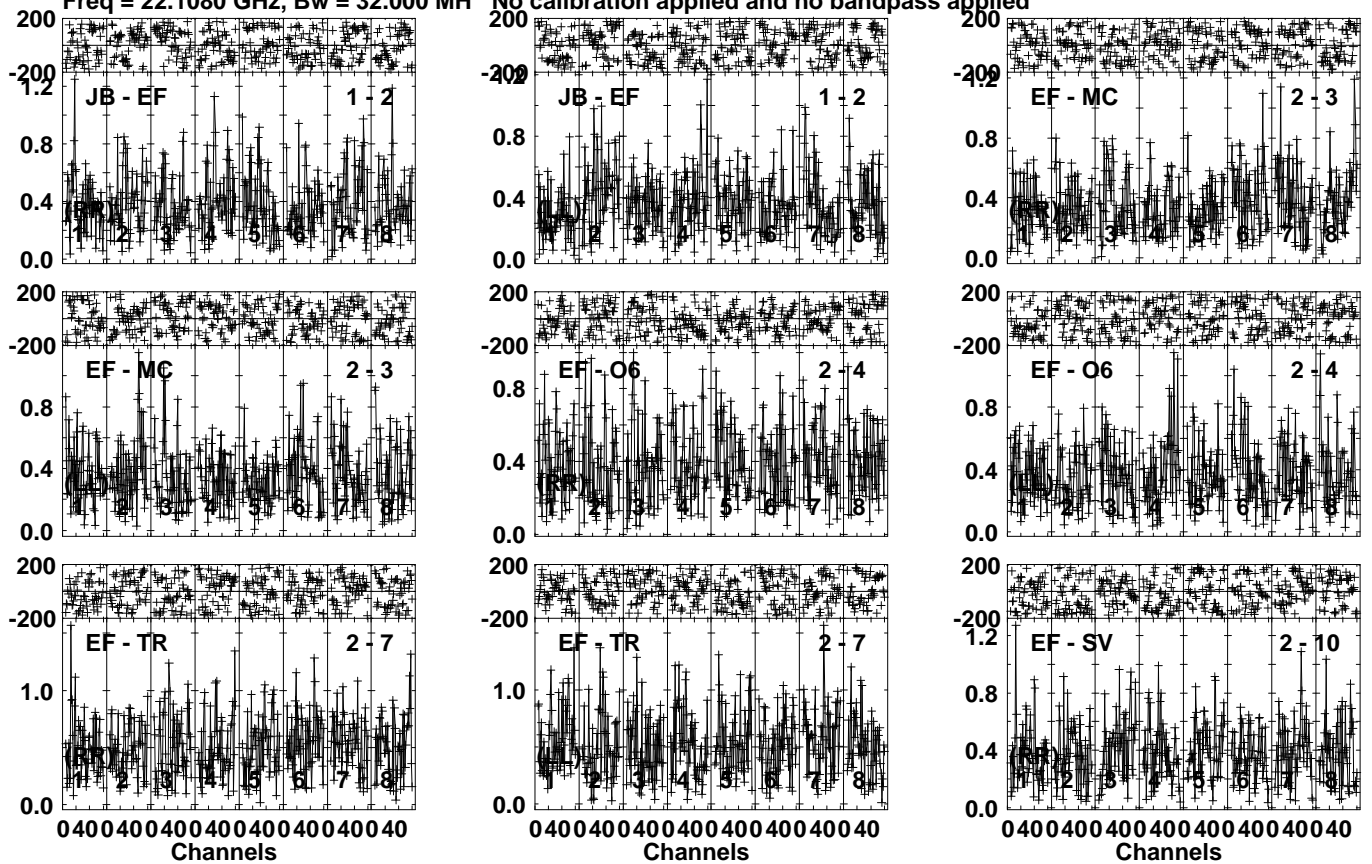 Freq = 22.1080 GHz, Bw = 32.000 MH No calibration applied and no bandpass applied
200 200 200
-200 -200 -200
1.2 1.2 1.2
JB - EF 1 - 2 JB - EF 1 - 2 EF - MC 2 - 3
0.8 0.8 0.8
0.4 0.4 0.4
(RR) (LL) (RR)
1 2 3 4 5 6 7 8 1 2 3 4 5 6 7 8 1 2 3 4 5 6 7 8
0.0 0.0 0.0
200 200 200
-200 -200 -200
EF - MC 2 - 3 EF - O6 2 - 4 EF - O6 2 - 4
0.8 0.8 0.8
0.4 0.4 0.4
(LL) (RR) (LL)
1 2 3 4 5 6 7 8 1 2 3 4 5 6 7 8 1 2 3 4 5 6 7 8
0.0 0.0 0.0
200 200 200
-200 -200 -200
EF - TR 2 - 7 EF - TR 2 - 7 EF - SV 2 - 10
1.2
1.0 1.0 0.8
0.4
(RR) (LL) (RR)
1 2 3 4 5 6 7 8 1 2 3 4 5 6 7 8 1 2 3 4 5 6 7 8
0.0 0.0 0.0
0 40 0 40 0 40 0 40 0 40 0 40 0 40 0 40 0 40 0 40 0 40 0 40 0 40 0 40 0 40 0 40 0 40 0 40 0 40 0 40 0 40 0 40 0 40 0 40
Channels Channels Channels